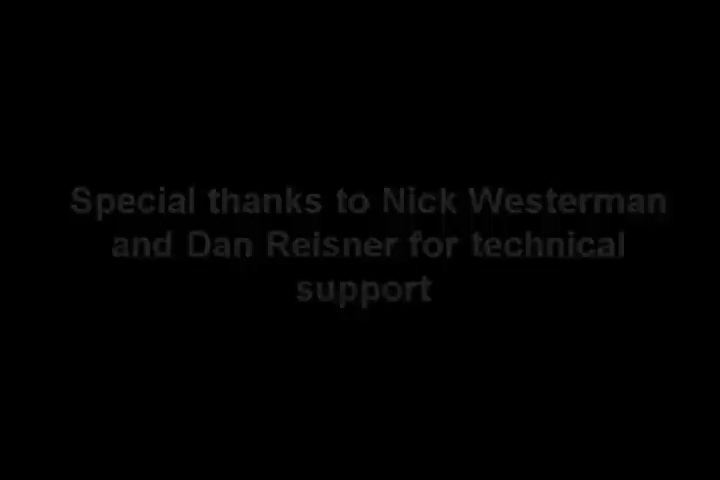 Special thanks to Nick Westerman
and Dan Reisner for technical
support